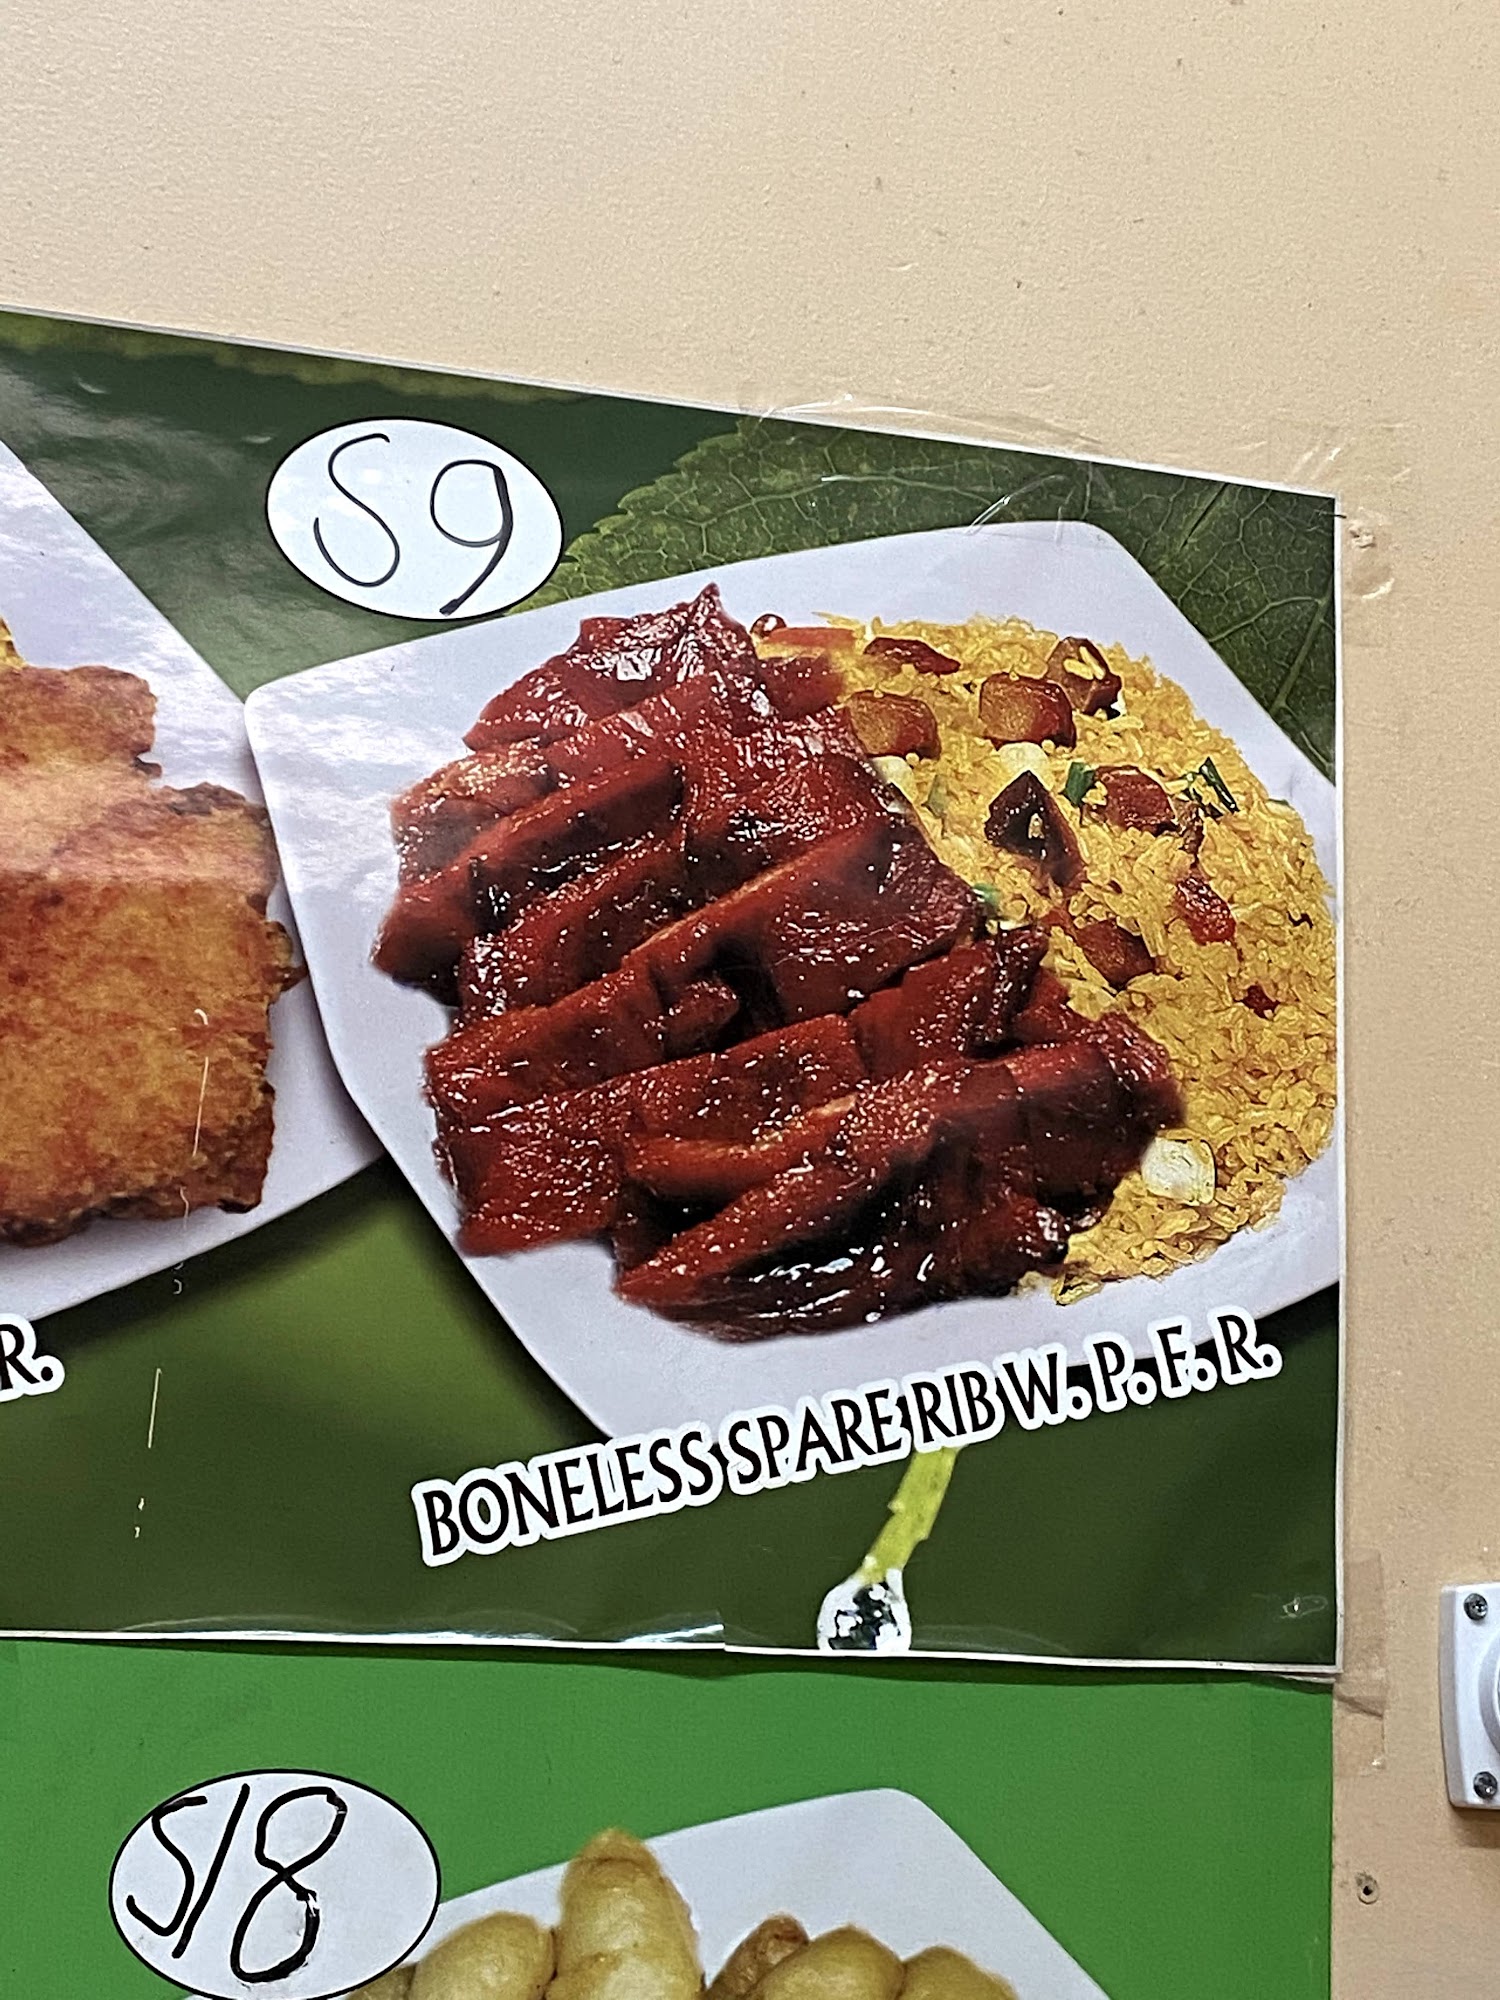 S9
R.
BONELESS SPARE RIB W. P. F. R.
S18